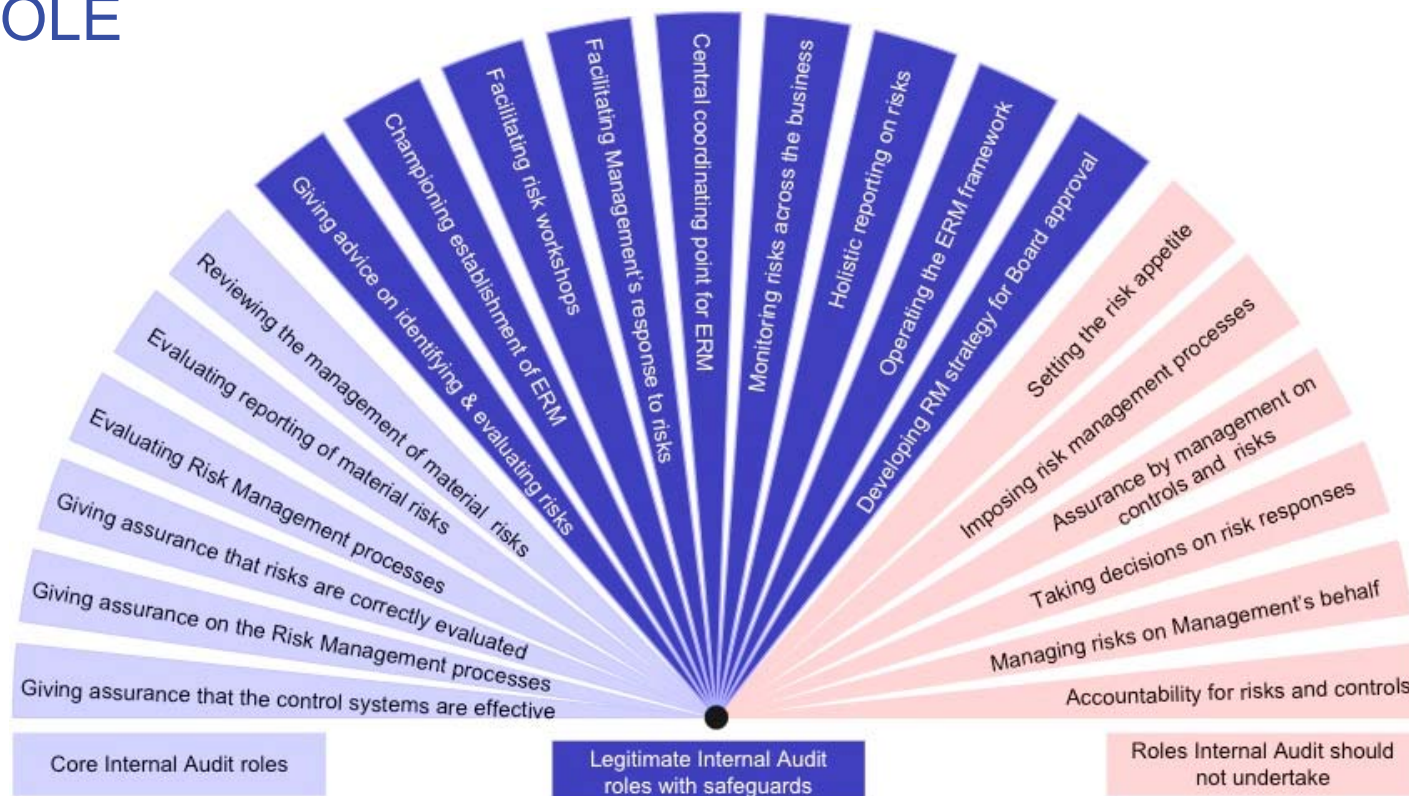 OLE
Giving assurance that the control systems are effective
Giving assurance on the Risk Management processes
Giving assurance that risks are correctly evaluated
Evaluating Risk Management processes
Evaluating reporting of material risks
Reviewing the management of material risks
Giving advice on identifying & evaluating risks
Championing establishment of ERM
Facilitating risk workshops
Facilitating Management's response to risks
Central coordinating point for ERM
Monitoring risks across the business
Holistic reporting on risks
Operating the ERM framework
Developing RM strategy for Board approval
Setting the risk appetite
Imposing risk management processes
Assurance by management on
controls and risks
Taking decisions on risk responses
Managing risks on Management's behalf
Accountability for risks and controls
Core Internal Audit roles
Legitimate Internal Audit
roles with safeguards
Roles Internal Audit should
not undertake